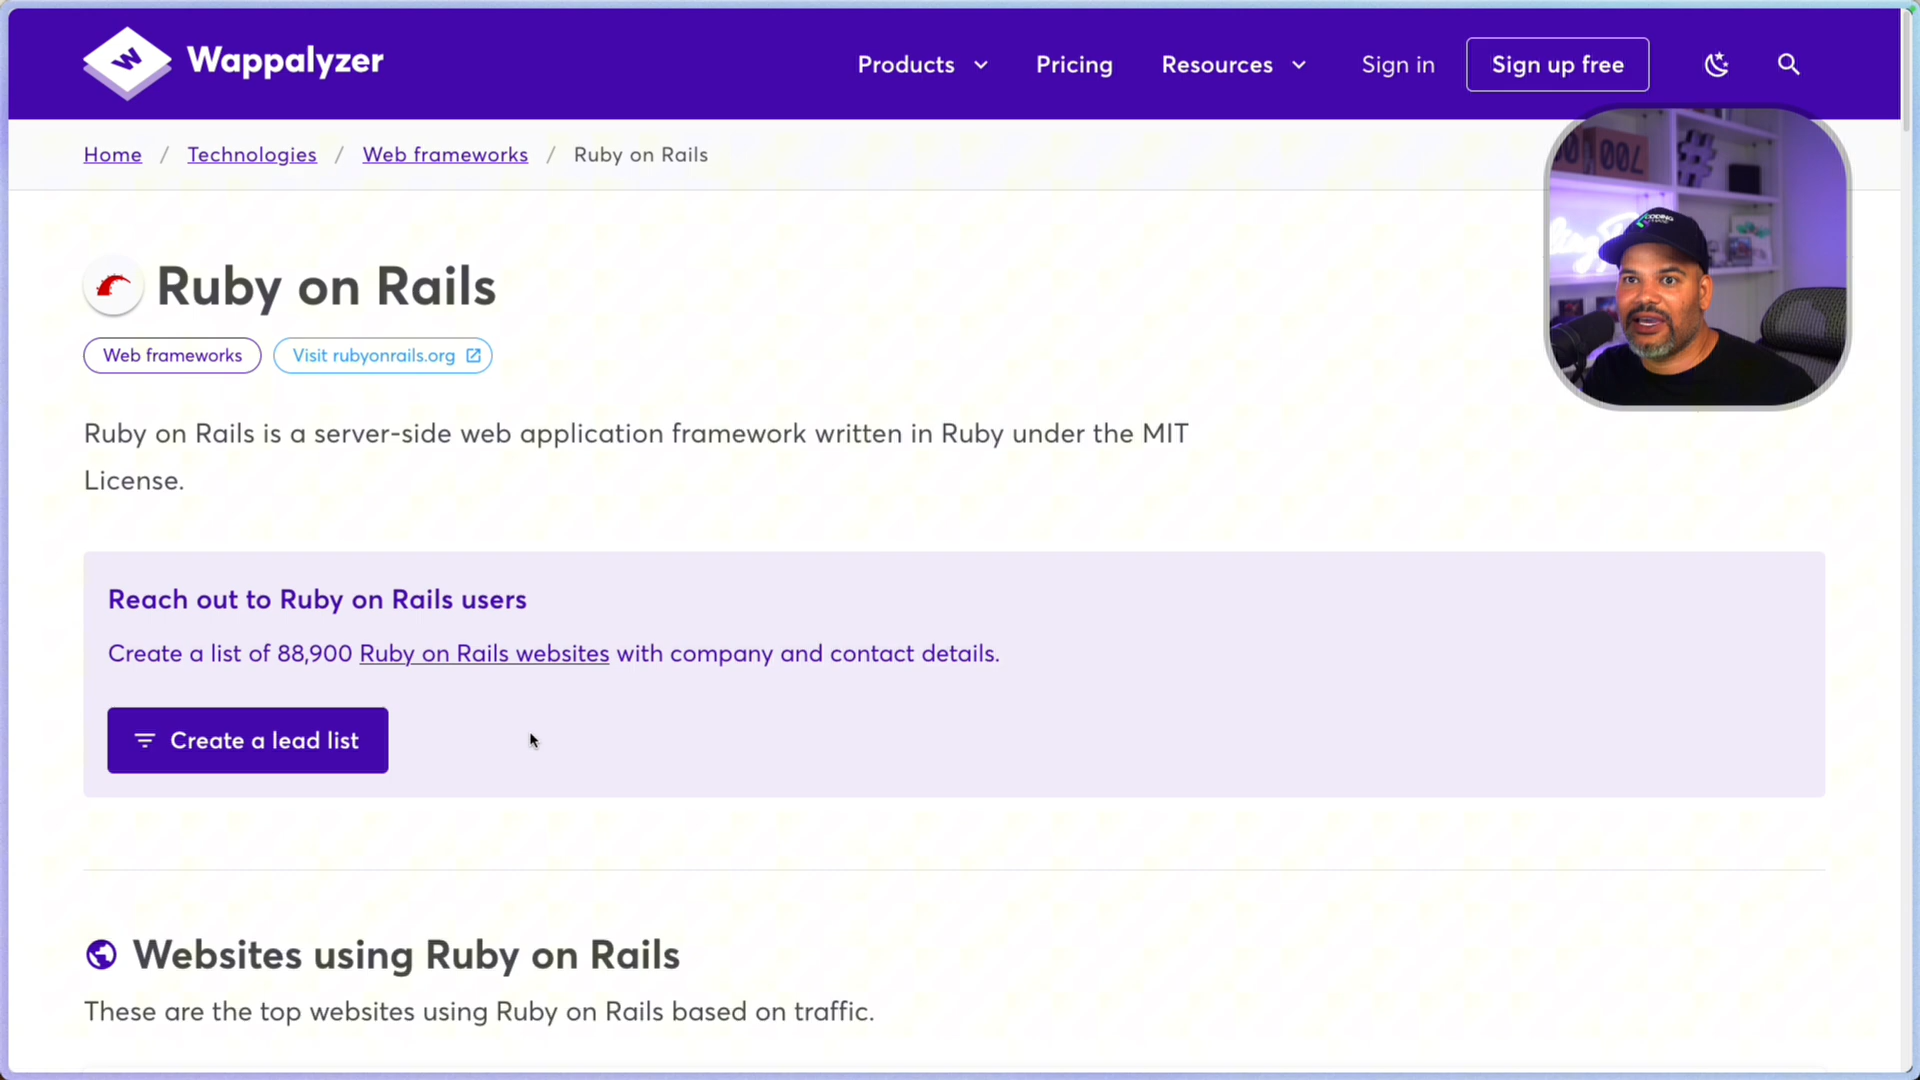 Wappalyzer
Products
Pricing
Resources
Sign in
Sign up free
Home / Technologies / Web frameworks / Ruby on Rails
Ruby on Rails
Web frameworks
Visit rubyonrails.org
Ruby on Rails is a server-side web application framework written in Ruby under the MIT
License.
Reach out to Ruby on Rails users
Create a list of 88,900 Ruby on Rails websites with company and contact details.
Create a lead list
Websites using Ruby on Rails
These are the top websites using Ruby on Rails based on traffic.
CODING